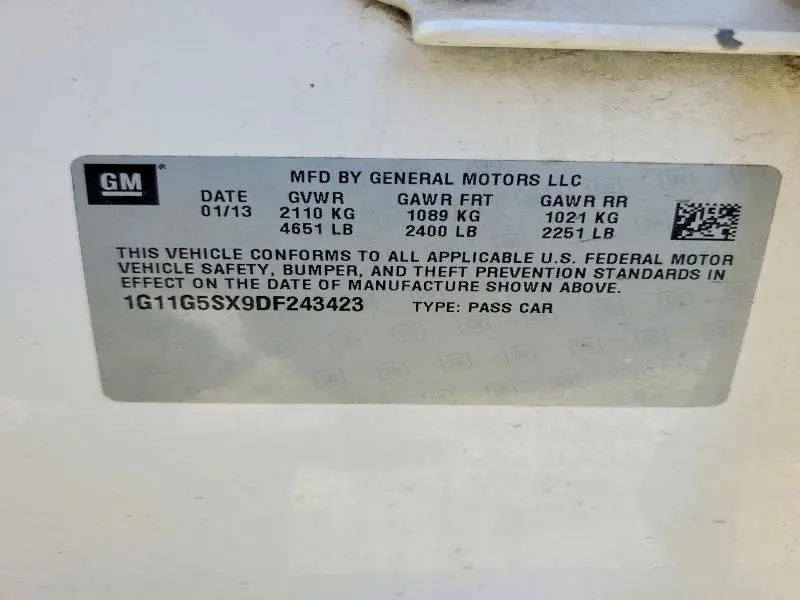 GM
MFD BY GENERAL MOTORS LLC
DATE GVWR GAWR FRT GAWR RR
01/13 2110 KG 1089 KG 1021 KG
4651 LB 2400 LB 2251 LB
THIS VEHICLE CONFORMS TO ALL APPLICABLE U.S. FEDERAL MOTOR
VEHICLE SAFETY, BUMPER, AND THEFT PREVENTION STANDARDS IN
EFFECT ON THE DATE OF MANUFACTURE SHOWN ABOVE.
1G11G5SX9DF243423 TYPE: PASS CAR